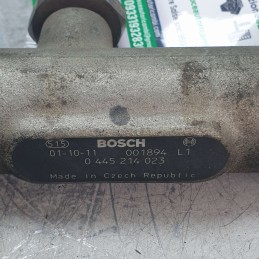 515 BOSCH
01-10-11 001894 L1
0 445 214 023
Made in Czech Republic